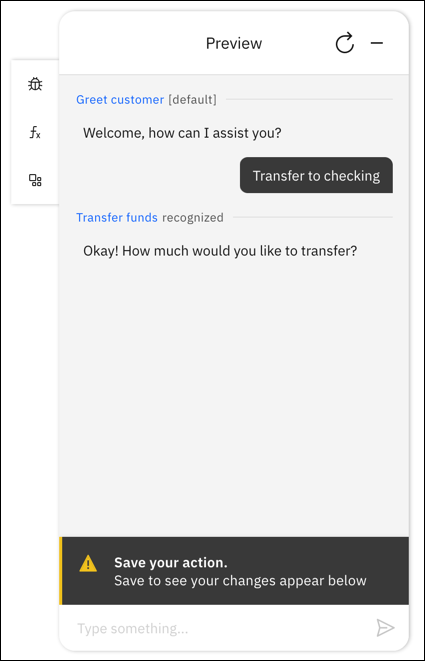 Preview
Greet customer [default]
Welcome, how can I assist you?
Transfer to checking
Transfer funds recognized
Okay! How much would you like to transfer?
Save your action.
Save to see your changes appear below
Type something...